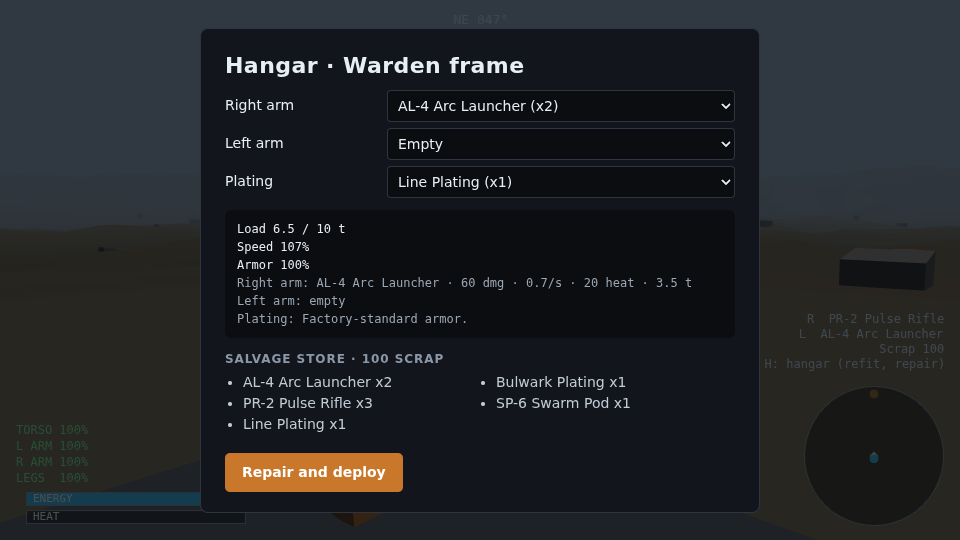 NE 047°
Hangar · Warden frame
Right arm
AL-4 Arc Launcher (x2)
Left arm
Empty
Plating
Line Plating (x1)
Load 6.5 / 10 t
Speed 107%
Armor 100%
Right arm: AL-4 Arc Launcher · 60 dmg · 0.7/s · 20 heat · 3.5 t
Left arm: empty
Plating: Factory-standard armor.
SALVAGE STORE · 100 SCRAP
AL-4 Arc Launcher x2
PR-2 Pulse Rifle x3
Line Plating x1
Bulwark Plating x1
SP-6 Swarm Pod x1
Repair and deploy
R PR-2 Pulse Rifle
L AL-4 Arc Launcher
Scrap 100
H: hangar (refit, repair)
TORSO 100%
L ARM 100%
R ARM 100%
LEGS 100%
ENERGY
HEAT